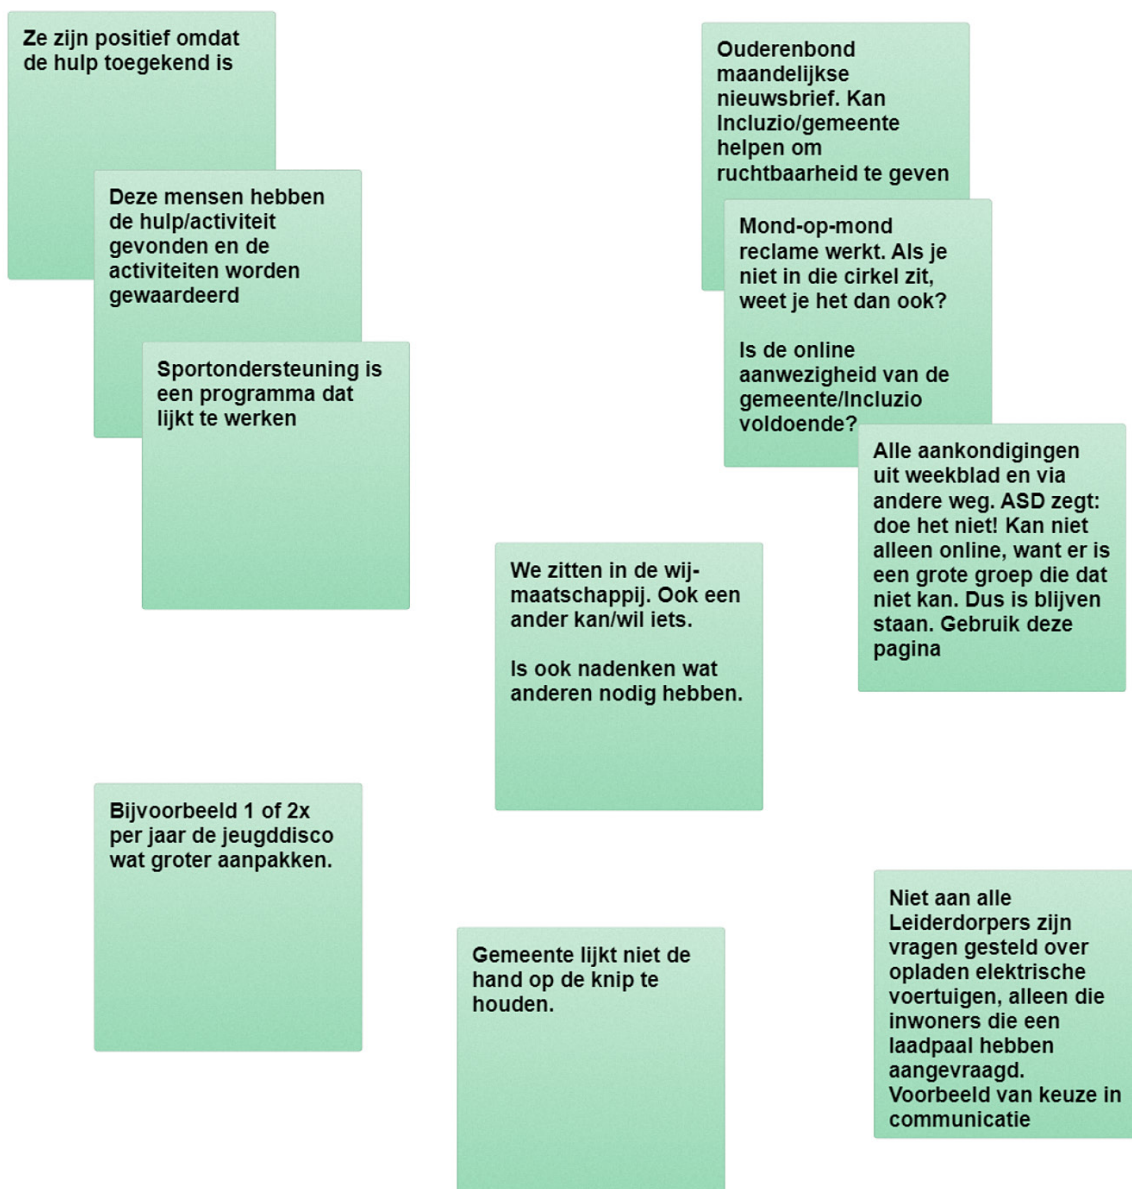 Ze zijn positief omdat
de hulp toegekend is
Deze mensen hebben
de hulp/activiteit
gevonden en de
activiteiten worden
gewaardeerd
Sportondersteuning is
een programma dat
lijkt te werken
Ouderenbond
maandelijkse
nieuwsbrief. Kan
Incluzio/gemeente
helpen om
ruchtbaarheid te geven
Mond-op-mond
reclame werkt. Als je
niet in die cirkel zit,
weet je het dan ook?
Is de online
aanwezigheid van de
gemeente/Incluzio
voldoende?
Alle aankondigingen
uit weekblad en via
andere weg. ASD zegt:
doe het niet! Kan niet
alleen online, want er is
een grote groep die dat
niet kan. Dus is blijven
staan. Gebruik deze
pagina
We zitten in de wij-
maatschappij. Ook een
ander kan/wil iets.
Is ook nadenken wat
anderen nodig hebben.
Bijvoorbeeld 1 of 2x
per jaar de jeugddisco
wat groter aanpakken.
Gemeente lijkt niet de
hand op de knip te
houden.
Niet aan alle
Leiderdorpers zijn
vragen gesteld over
opladen elektrische
voertuigen, alleen die
inwoners die een
laadpaal hebben
aangevraagd.
Voorbeeld van keuze in
communicatie